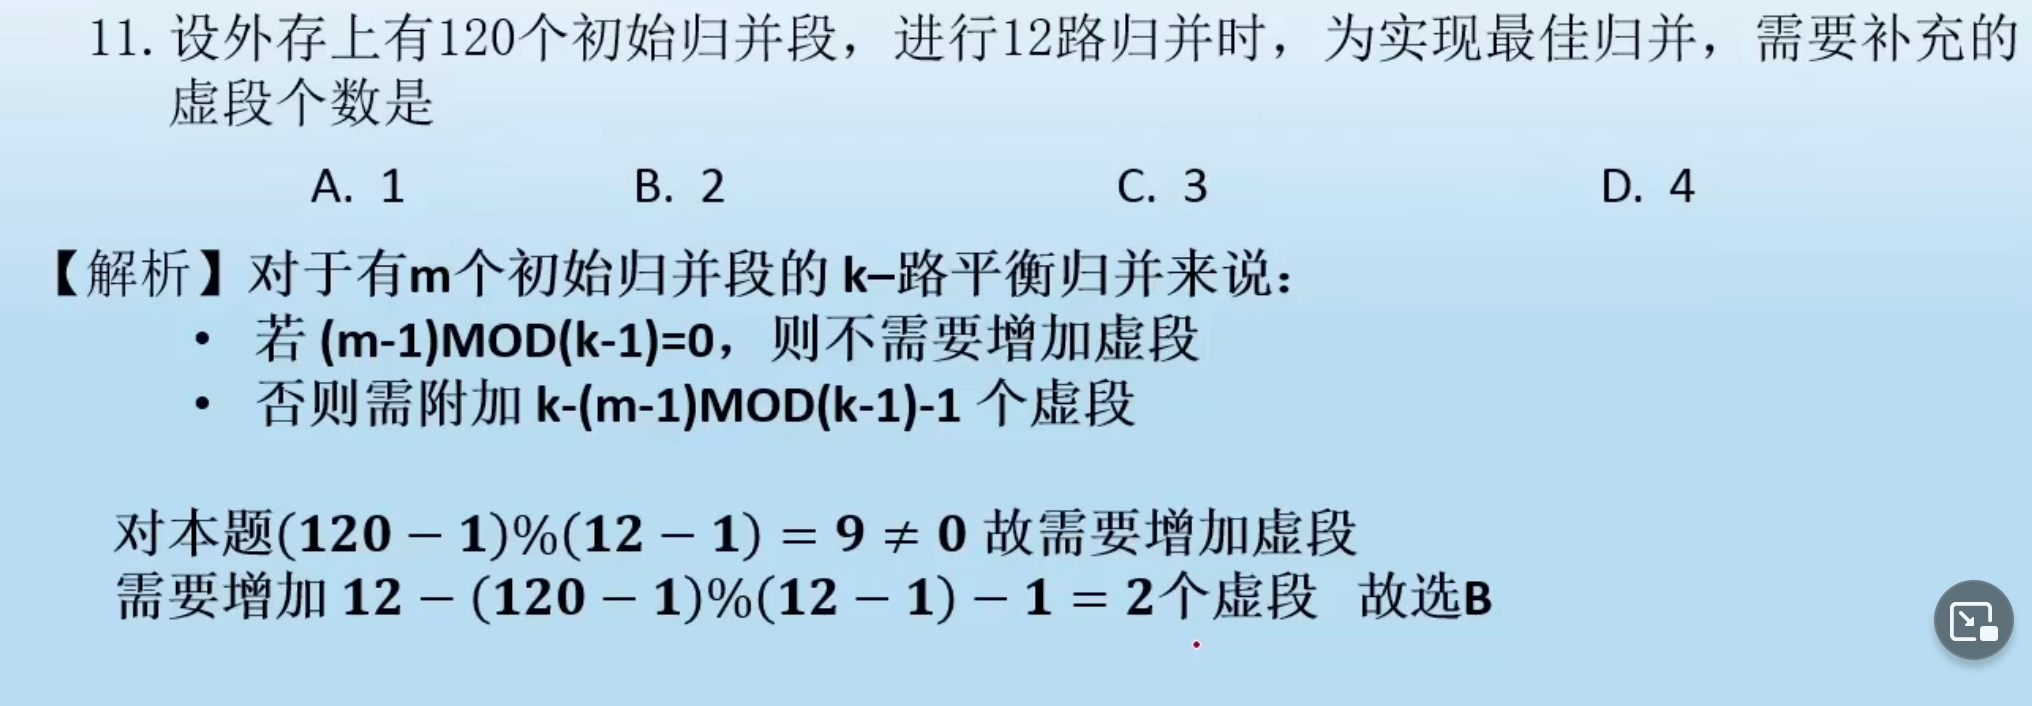 11. 设外存上有120个初始归并段，进行12路归并时，为实现最佳归并，需要补充的
虚段个数是
A. 1 B. 2 C. 3 D. 4
【解析】对于有m个初始归并段的 k–路平衡归并来说：
• 若 (m-1)MOD(k-1)=0，则不需要增加虚段
• 否则需附加 k-(m-1)MOD(k-1)-1 个虚段
对本题(120 − 1)%(12 − 1) = 9 ≠ 0 故需要增加虚段
需要增加 12 − (120 − 1)%(12 − 1) − 1 = 2个虚段 故选B